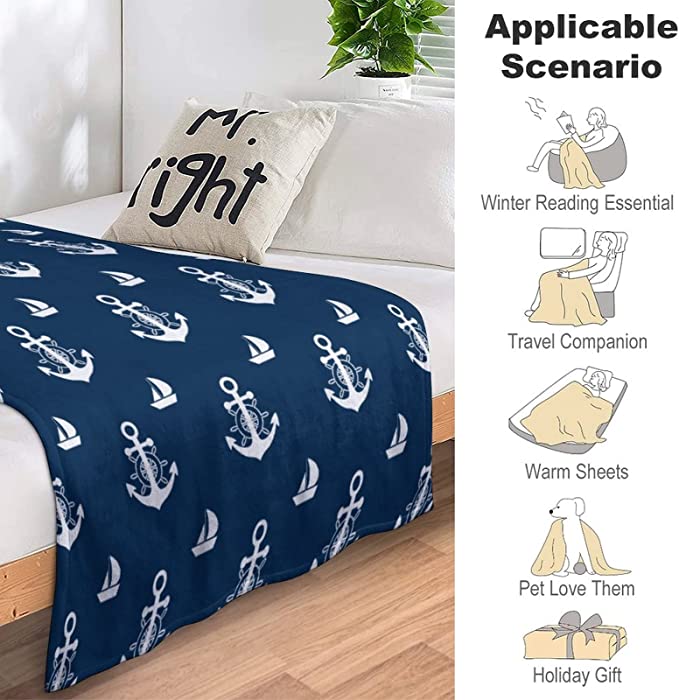 Applicable
Scenario
mr.
right
Winter Reading Essential
Travel Companion
Warm Sheets
Pet Love Them
Holiday Gift